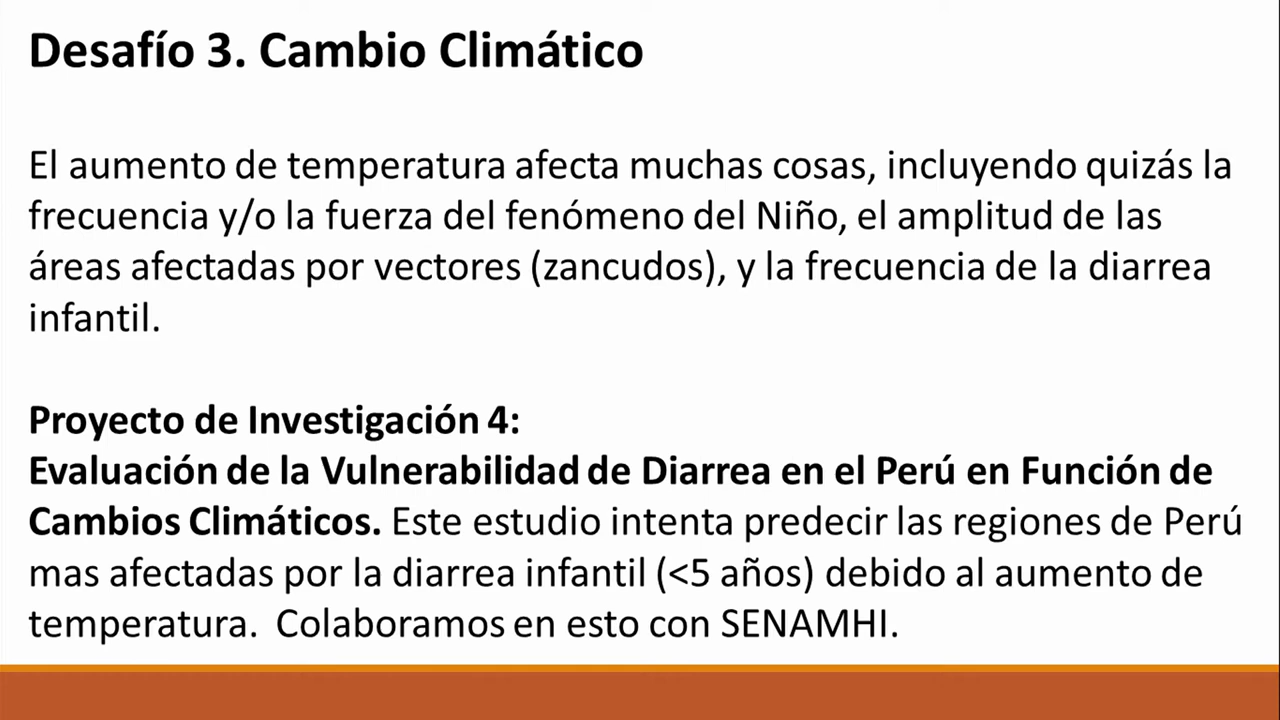 Desafío 3. Cambio Climático
El aumento de temperatura afecta muchas cosas, incluyendo quizás la
frecuencia y/o la fuerza del fenómeno del Niño, el amplitud de las
áreas afectadas por vectores (zancudos), y la frecuencia de la diarrea
infantil.
Proyecto de Investigación 4:
Evaluación de la Vulnerabilidad de Diarrea en el Perú en Función de
Cambios Climáticos. Este estudio intenta predecir las regiones de Perú
mas afectadas por la diarrea infantil (<5 años) debido al aumento de
temperatura.  Colaboramos en esto con SENAMHI.